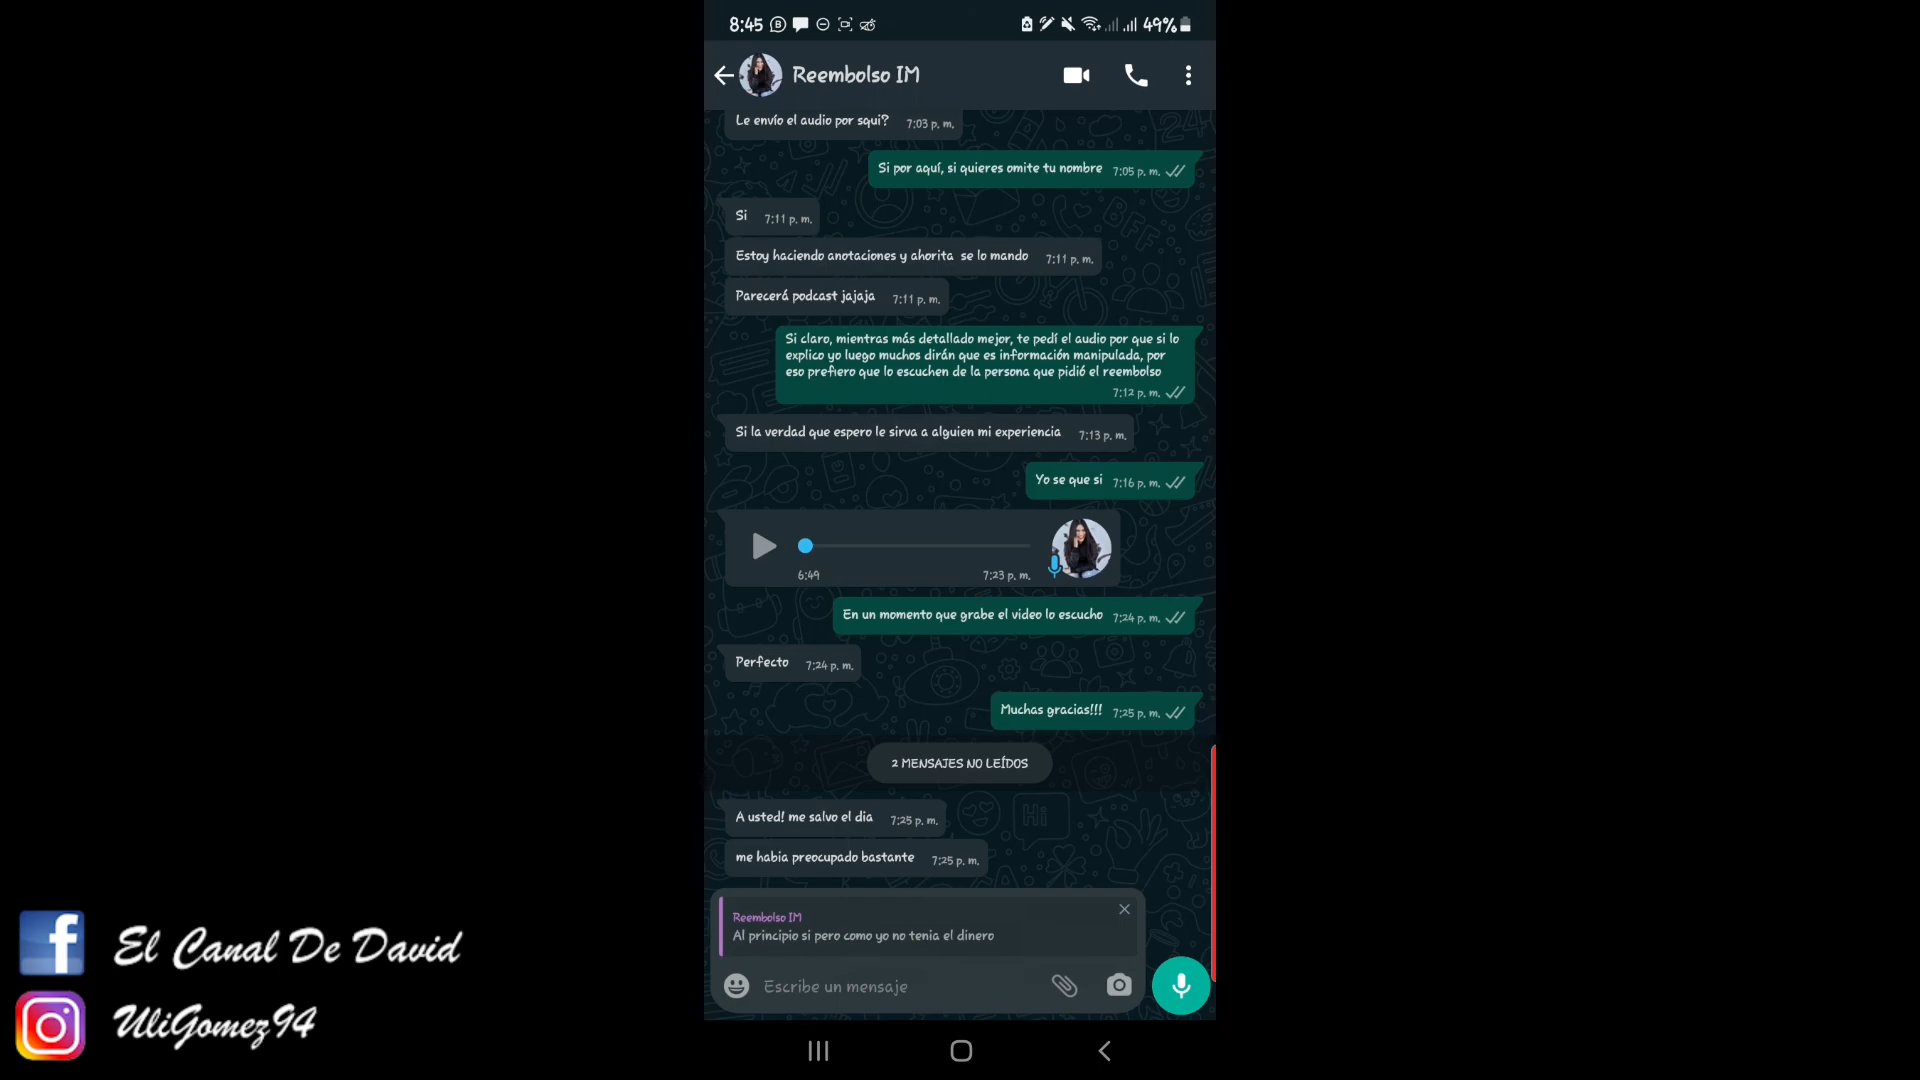 8:45
49%
Reembolso IM
Le envío el audio por squi? 7:03 p. m.
Si por aquí, si quieres omite tu nombre 7:05 p. m.
Si 7:11 p. m.
Estoy haciendo anotaciones y ahorita se lo mando 7:11 p. m.
Parecerá podcast jajaja 7:11 p. m.
Si claro, mientras más detallado mejor, te pedí el audio por que si lo
explico yo luego muchos dirán que es información manipulada, por
eso prefiero que lo escuchen de la persona que pidió el reembolso
7:12 p. m.
Si la verdad que espero le sirva a alguien mi experiencia 7:13 p. m.
Yo se que si 7:16 p. m.
6:49 7:23 p. m.
En un momento que grabe el video lo escucho 7:24 p. m.
Perfecto 7:24 p. m.
Muchas gracias!!! 7:25 p. m.
2 MENSAJES NO LEÍDOS
A usted! me salvo el dia 7:25 p. m.
me habia preocupado bastante 7:25 p. m.
Reembolso IM
Al principio si pero como yo no tenia el dinero
Escribe un mensaje
El Canal De David
UliGomez94